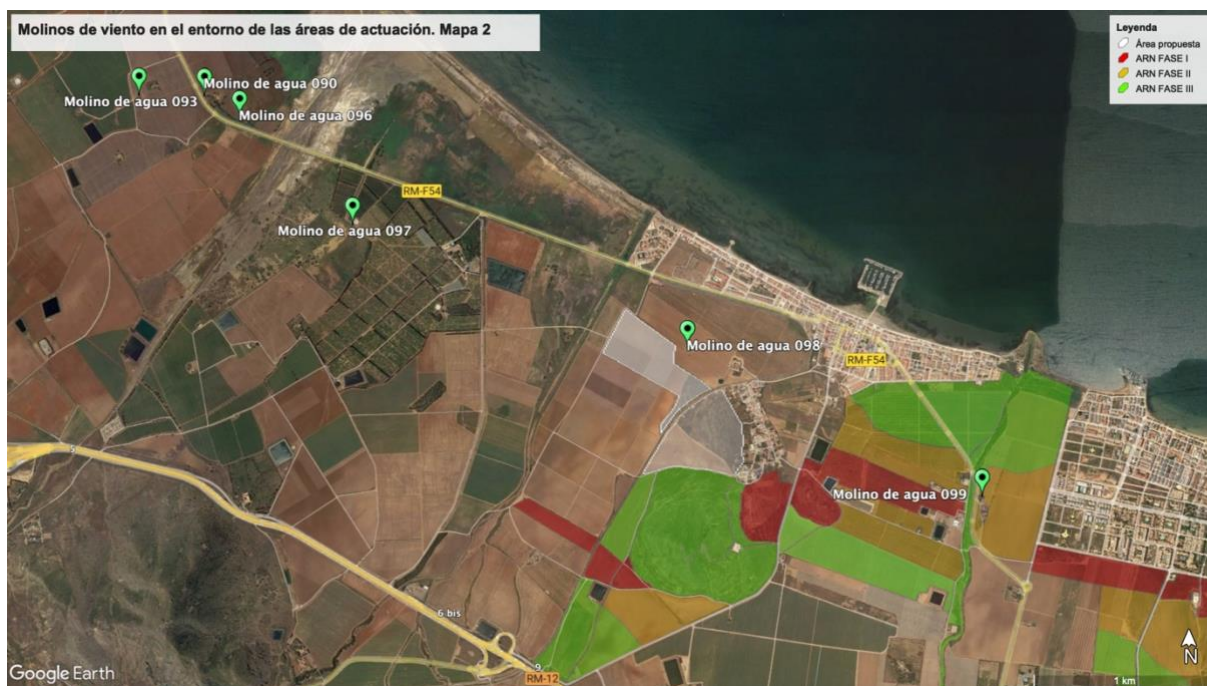 Molinos de viento en el entorno de las áreas de actuación. Mapa 2
Leyenda
Área propuesta
ARN FASE I
ARN FASE II
ARN FASE III
Molino de agua 090
Molino de agua 093
Molino de agua 096
RM-F54
Molino de agua 097
Molino de agua 098
RM-F54
5
Molino de agua 099
6 bis
9
RM-12
N
Google Earth
1 km